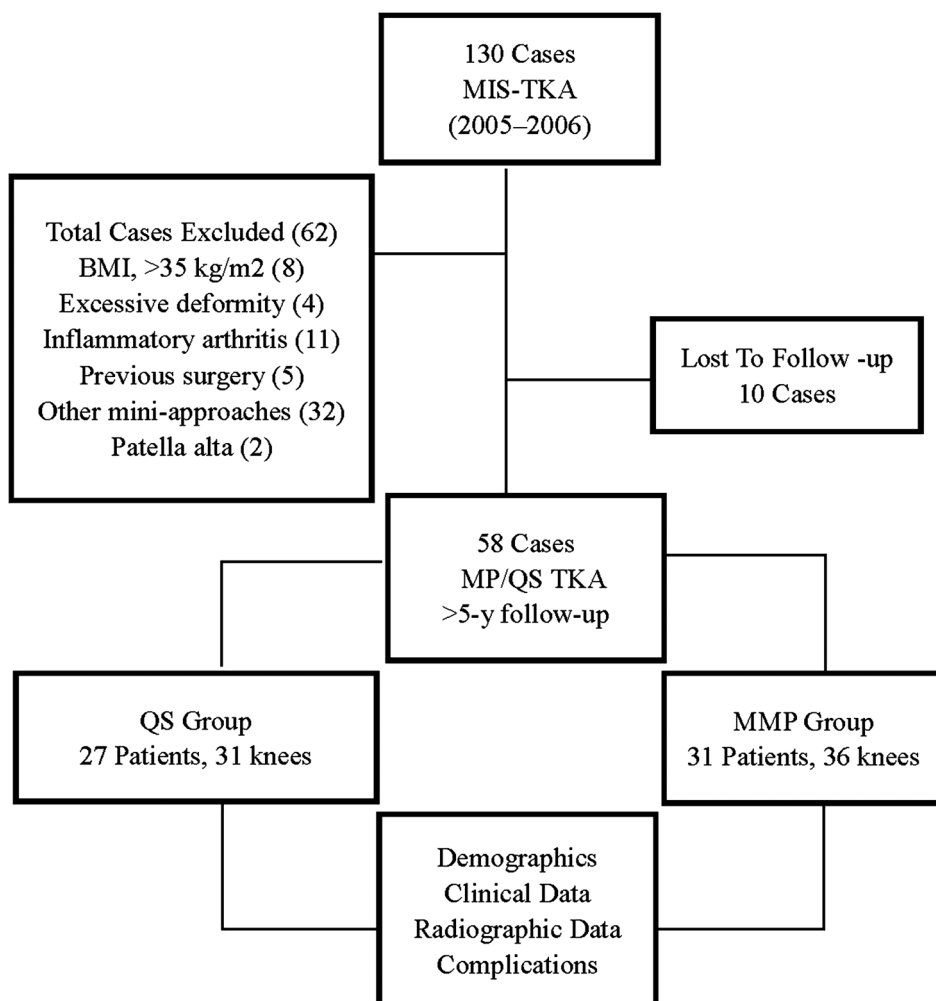 130 Cases
MIS-TKA
(2005–2006)
Total Cases Excluded (62)
BMI, >35 kg/m2 (8)
Excessive deformity (4)
Inflammatory arthritis (11)
Previous surgery (5)
Other mini-approaches (32)
Patella alta (2)
Lost To Follow -up
10 Cases
58 Cases
MP/QS TKA
>5-y follow-up
QS Group
27 Patients, 31 knees
MMP Group
31 Patients, 36 knees
Demographics
Clinical Data
Radiographic Data
Complications